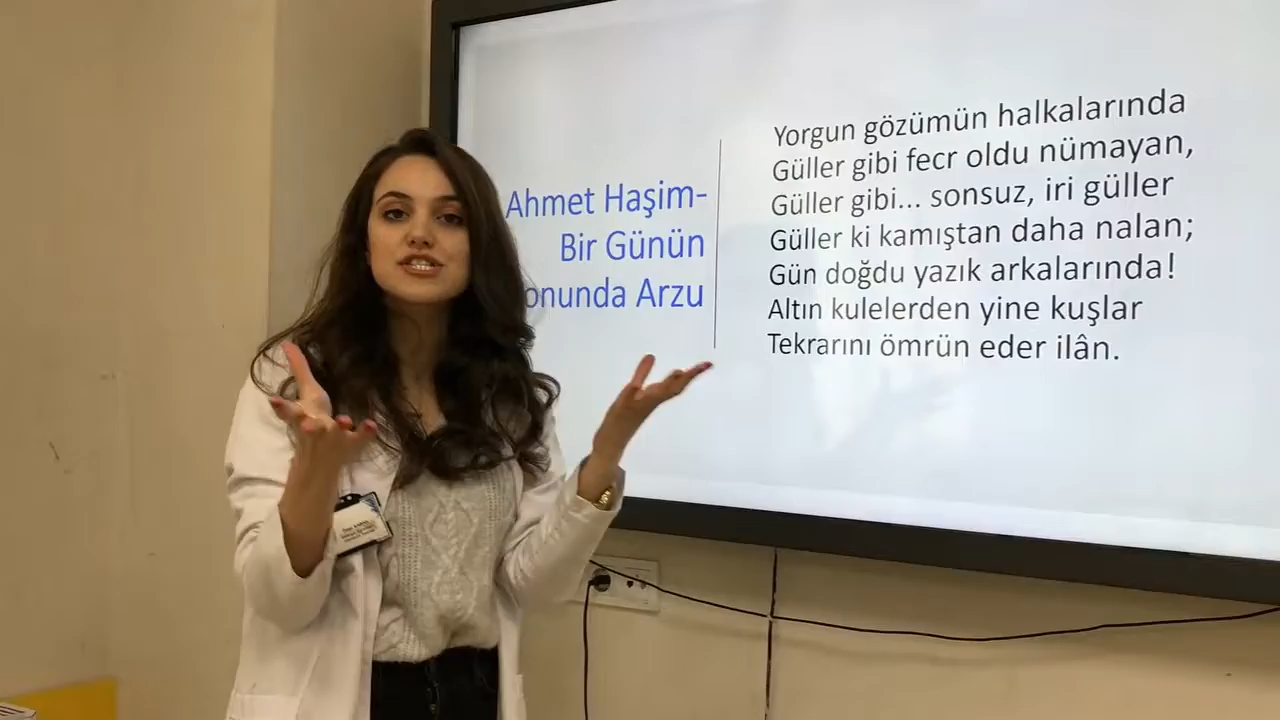 Ahmet Haşim-
Bir Günün
onunda Arzu
Yorgun gözümün halkalarında
Güller gibi fecr oldu nümayan,
Güller gibi... sonsuz, iri güller
Güller ki kamıştan daha nalan;
Gün doğdu yazık arkalarında!
Altın kulelerden yine kuşlar
Tekrarını ömrün eder ilân.